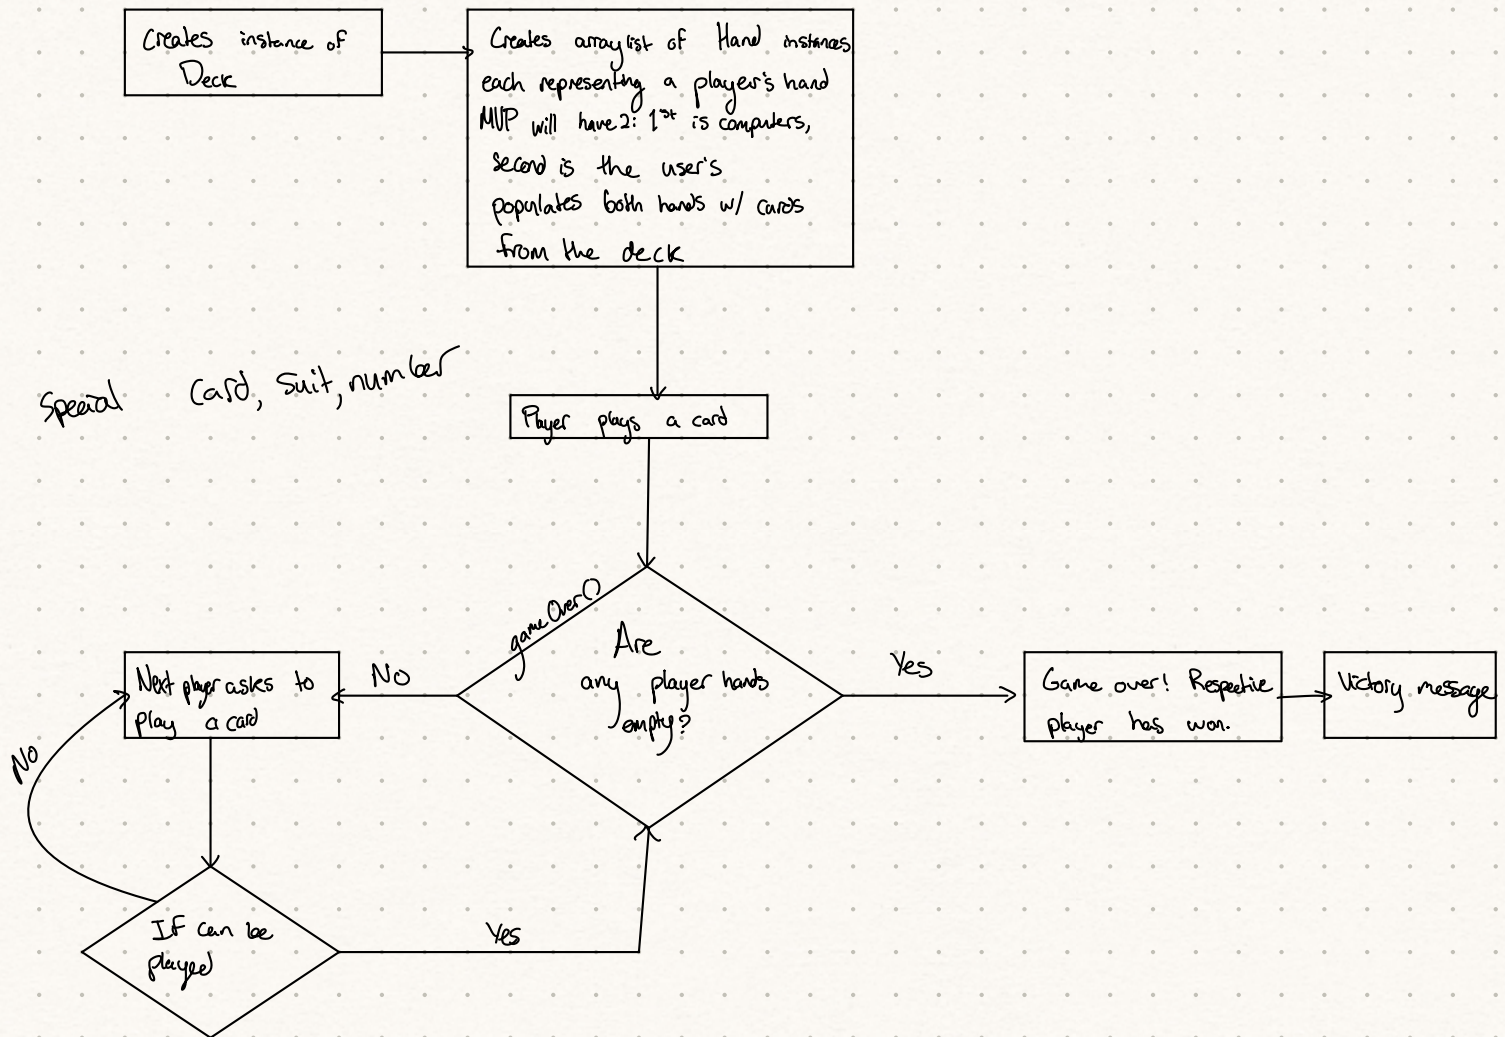 Creates instance of
Deck
Creates arraylist of Hand instances
each representing a player's hand
MVP will have 2: 1st is computers,
second is the user's
populates both hands w/ cards
from the deck
Special Card, Suit, number
Player plays a card
gameOver()
Are
any player hands
empty?
No
Yes
Next player asks to
play a card
Game over! Respective
player has won.
Victory message
No
If can be
played
Yes